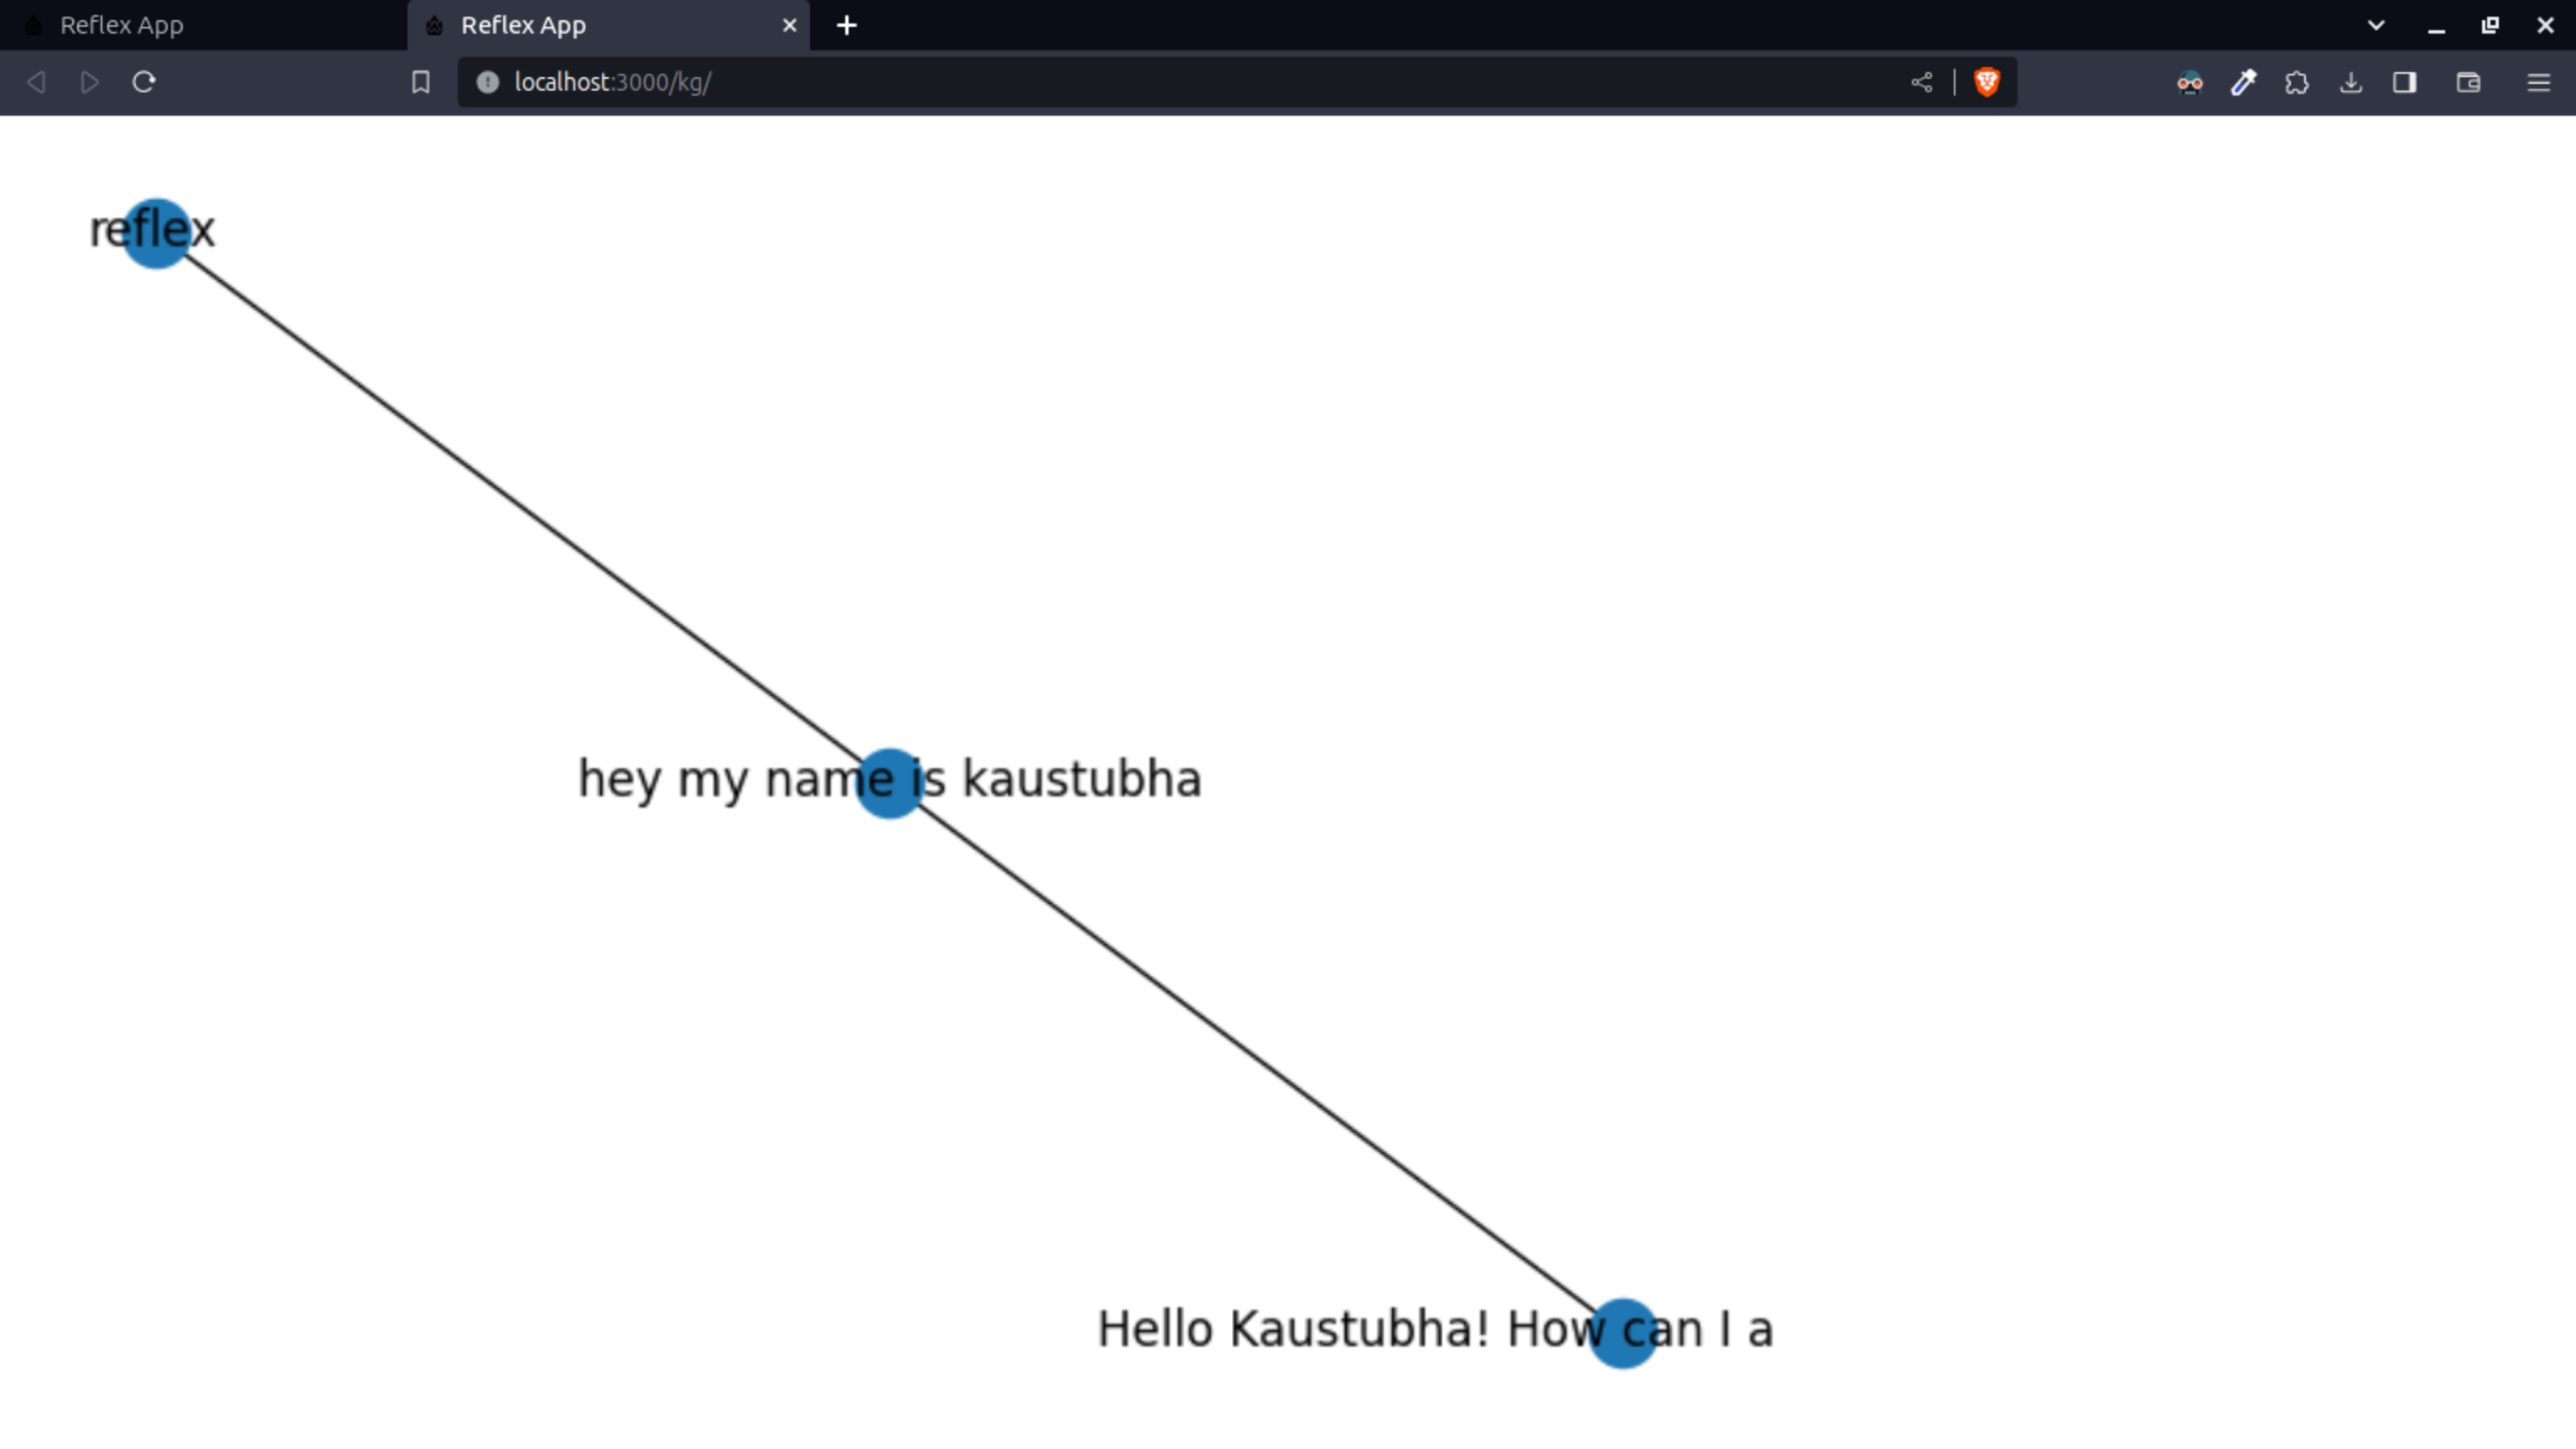 Reflex App
Reflex App
localhost:3000/kg/
reflex
hey my name is kaustubha
Hello Kaustubha! How can I a